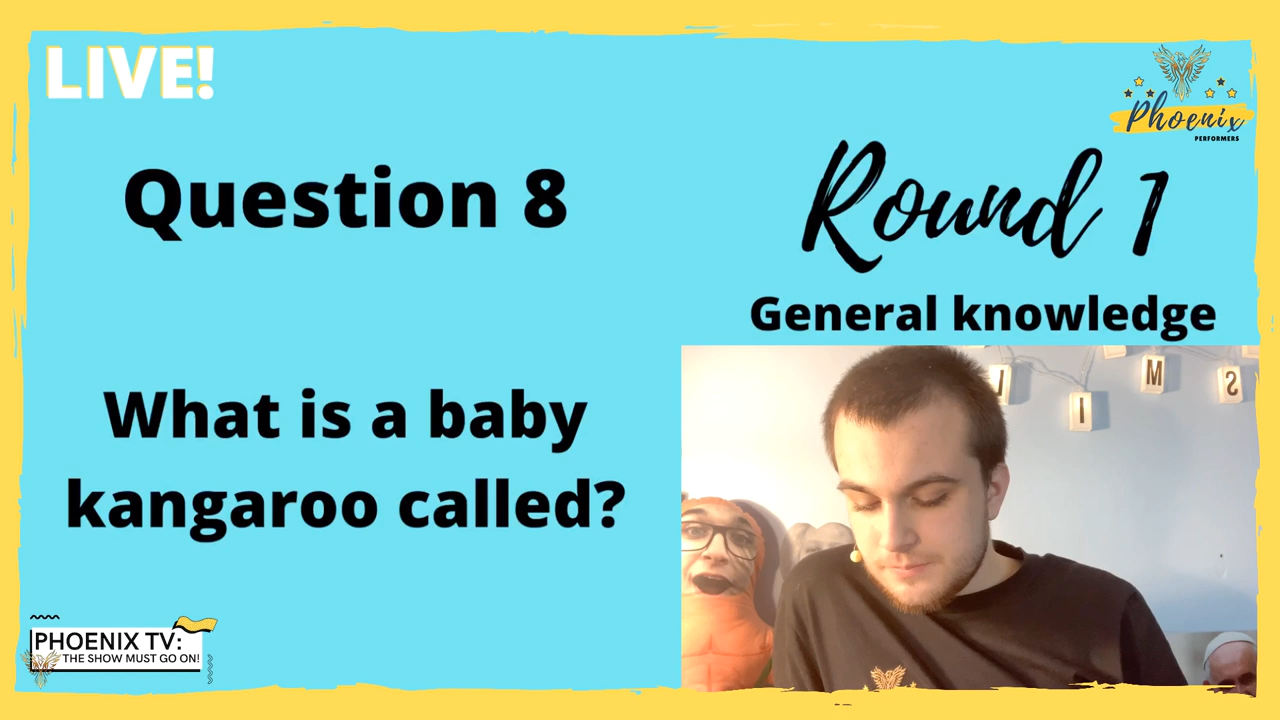 LIVE!
Phoenix
PERFORMERS
Question 8
Round 1
General knowledge
What is a baby
kangaroo called?
I M S
PHOENIX TV:
THE SHOW MUST GO ON!